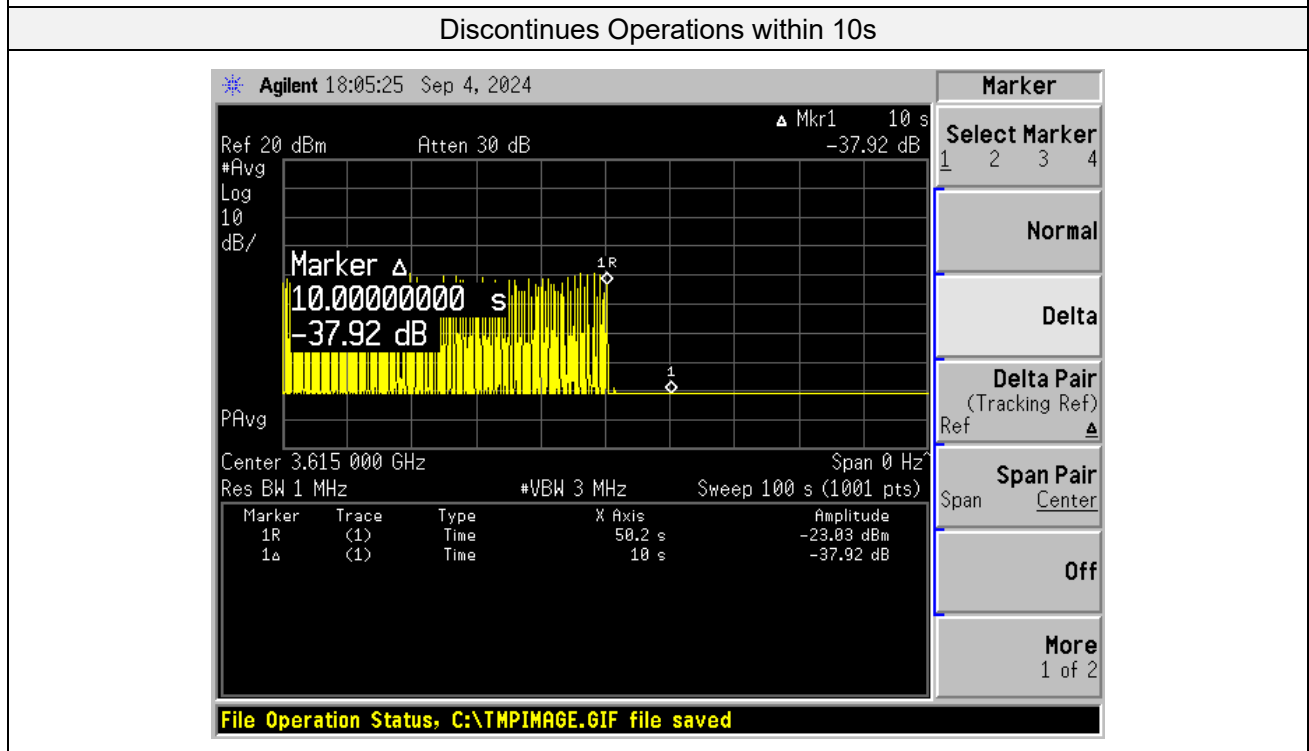 Discontinues Operations within 10s
Agilent 18:05:25 Sep 4, 2024
Marker
Δ Mkr1 10 s
Ref 20 dBm Atten 30 dB -37.92 dB
#Avg
Log
10
dB/
Marker Δ
10.00000000 s
-37.92 dB
1R
1
PAvg
Center 3.615 000 GHz Span 0 Hz^
Res BW 1 MHz #VBW 3 MHz Sweep 100 s (1001 pts)
Marker Trace Type X Axis Amplitude
1R (1) Time 50.2 s -23.03 dBm
1Δ (1) Time 10 s -37.92 dB
Select Marker
1 2 3 4
Normal
Delta
Delta Pair
(Tracking Ref)
Ref Δ
Span Pair
Span Center
Off
More
1 of 2
File Operation Status, C:\TMPIMAGE.GIF file saved